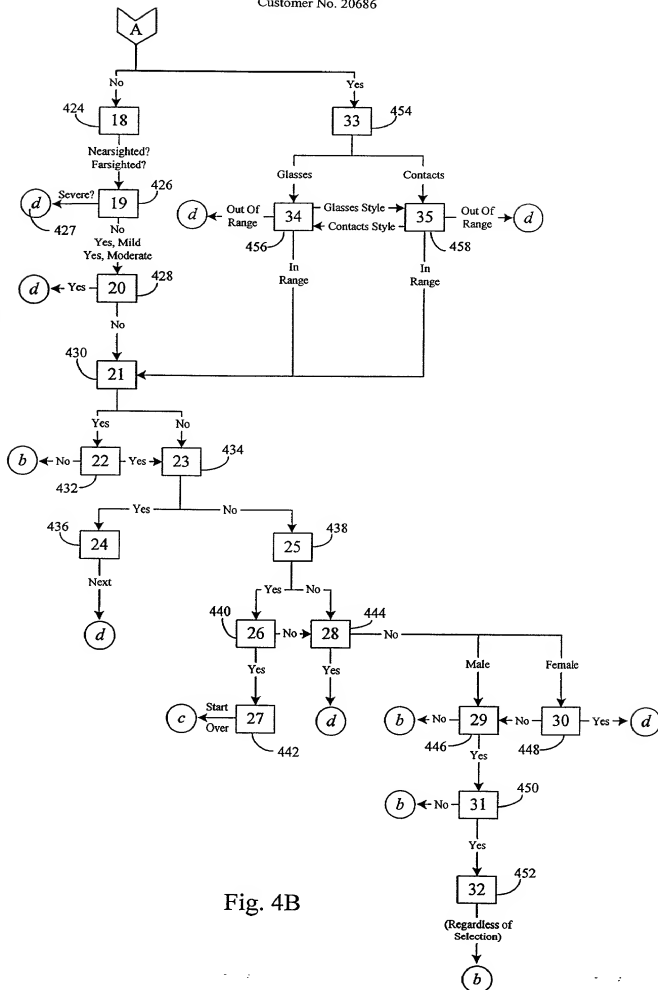 Customer No. 20686
A
No
Yes
424
18
33
454
Nearsighted?
Farsighted?
Glasses
Contacts
d
Severe?
19
426
427
No
Yes, Mild
Yes, Moderate
d
Out Of
Range
34
Glasses Style
Contacts Style
35
Out Of
Range
d
456
458
In
Range
In
Range
d
Yes
20
428
No
430
21
Yes
No
b
No
22
Yes
23
434
432
Yes
No
436
24
25
438
Next
d
Yes
No
440
26
No
28
444
No
Yes
Yes
Male
Female
c
Start
Over
27
442
d
b
No
29
No
30
Yes
d
446
448
Yes
b
No
31
450
Yes
32
452
(Regardless of
Selection)
b
Fig. 4B